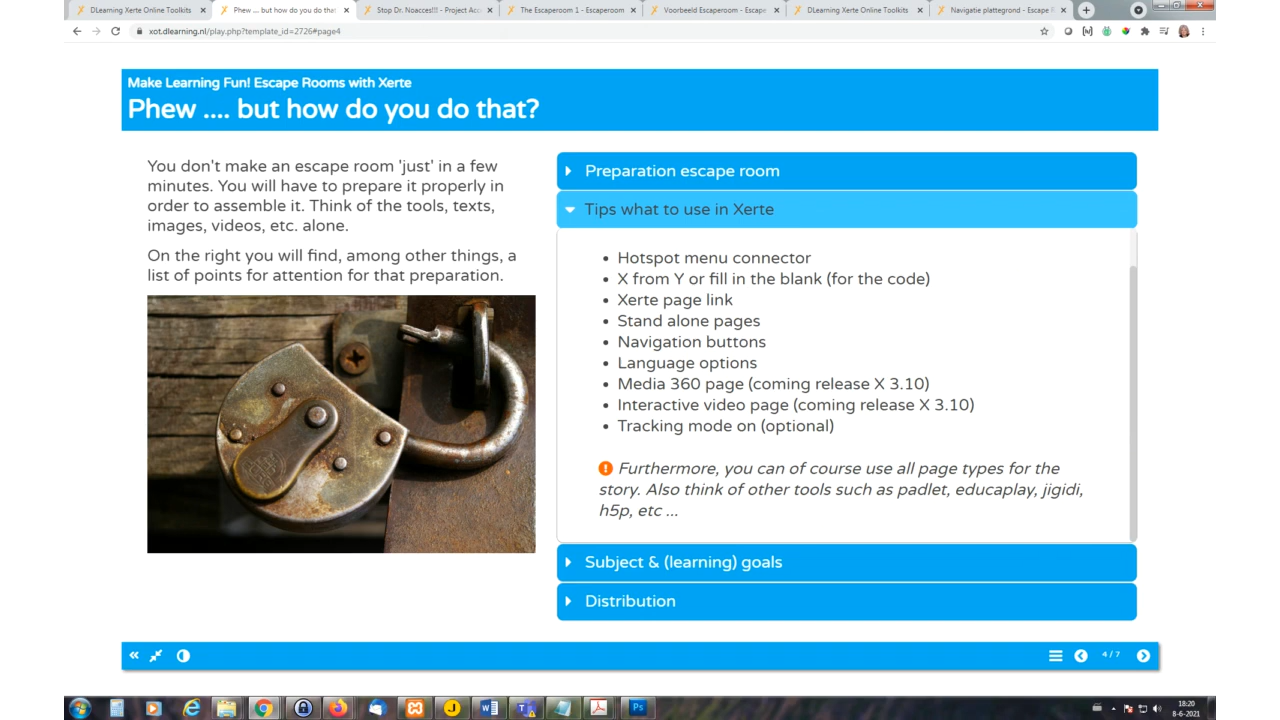 DLearning Xerte Online Toolkits
Phew ... but how do you do that
Stop Dr. Noacces!!! - Project Acc
The Escaperoom 1 - Escaperoom
Voorbeeld Escaperoom - Escape
DLearning Xerte Online Toolkits
Navigatie plattegrond - Escape R
xot.dlearning.nl/play.php?template_id=2726#page4
Make Learning Fun! Escape Rooms with Xerte
Phew .... but how do you do that?
You don't make an escape room 'just' in a few
minutes. You will have to prepare it properly in
order to assemble it. Think of the tools, texts,
images, videos, etc. alone.
On the right you will find, among other things, a
list of points for attention for that preparation.
Preparation escape room
Tips what to use in Xerte
Hotspot menu connector
X from Y or fill in the blank (for the code)
Xerte page link
Stand alone pages
Navigation buttons
Language options
Media 360 page (coming release X 3.10)
Interactive video page (coming release X 3.10)
Tracking mode on (optional)
Furthermore, you can of course use all page types for the
story. Also think of other tools such as padlet, educaplay, jigidi,
h5p, etc ...
Subject & (learning) goals
Distribution
4 / 7
18:20
8-6-2021